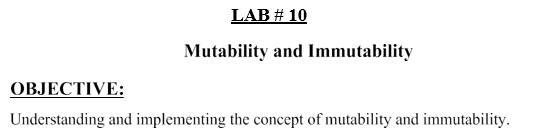 LAB # 10
Mutability and Immutability
OBJECTIVE:
Understanding and implementing the concept of mutability and immutability.